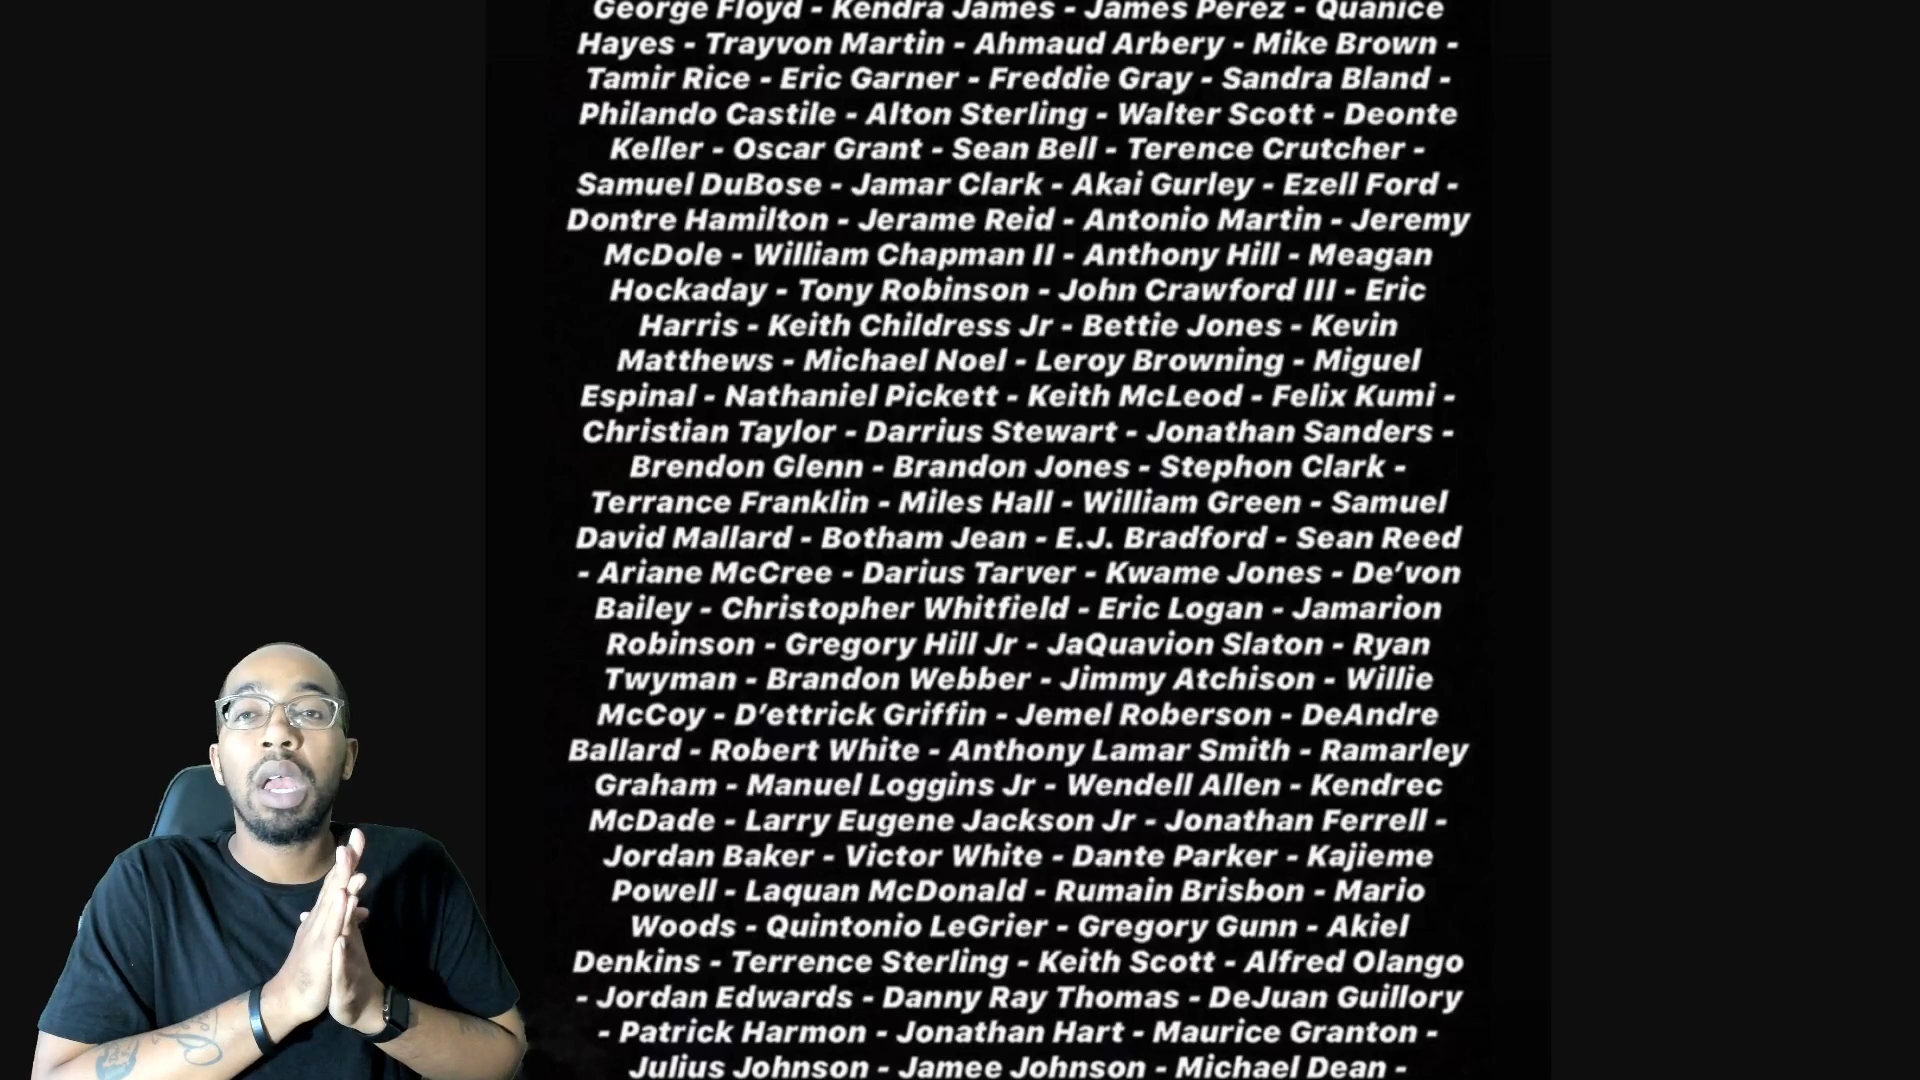 George Floyd - Kendra James - James Perez - Quanice
Hayes - Trayvon Martin - Ahmaud Arbery - Mike Brown -
Tamir Rice - Eric Garner - Freddie Gray - Sandra Bland -
Philando Castile - Alton Sterling - Walter Scott - Deonte
Keller - Oscar Grant - Sean Bell - Terence Crutcher -
Samuel DuBose - Jamar Clark - Akai Gurley - Ezell Ford -
Dontre Hamilton - Jerame Reid - Antonio Martin - Jeremy
McDole - William Chapman II - Anthony Hill - Meagan
Hockaday - Tony Robinson - John Crawford III - Eric
Harris - Keith Childress Jr - Bettie Jones - Kevin
Matthews - Michael Noel - Leroy Browning - Miguel
Espinal - Nathaniel Pickett - Keith McLeod - Felix Kumi -
Christian Taylor - Darrius Stewart - Jonathan Sanders -
Brendon Glenn - Brandon Jones - Stephon Clark -
Terrance Franklin - Miles Hall - William Green - Samuel
David Mallard - Botham Jean - E.J. Bradford - Sean Reed
- Ariane McCree - Darius Tarver - Kwame Jones - De’von
Bailey - Christopher Whitfield - Eric Logan - Jamarion
Robinson - Gregory Hill Jr - JaQuavion Slaton - Ryan
Twyman - Brandon Webber - Jimmy Atchison - Willie
McCoy - D’ettrick Griffin - Jemel Roberson - DeAndre
Ballard - Robert White - Anthony Lamar Smith - Ramarley
Graham - Manuel Loggins Jr - Wendell Allen - Kendrec
McDade - Larry Eugene Jackson Jr - Jonathan Ferrell -
Jordan Baker - Victor White - Dante Parker - Kajieme
Powell - Laquan McDonald - Rumain Brisbon - Mario
Woods - Quintonio LeGrier - Gregory Gunn - Akiel
Denkins - Terrence Sterling - Keith Scott - Alfred Olango
- Jordan Edwards - Danny Ray Thomas - DeJuan Guillory
- Patrick Harmon - Jonathan Hart - Maurice Granton -
Julius Johnson - Jamee Johnson - Michael Dean -